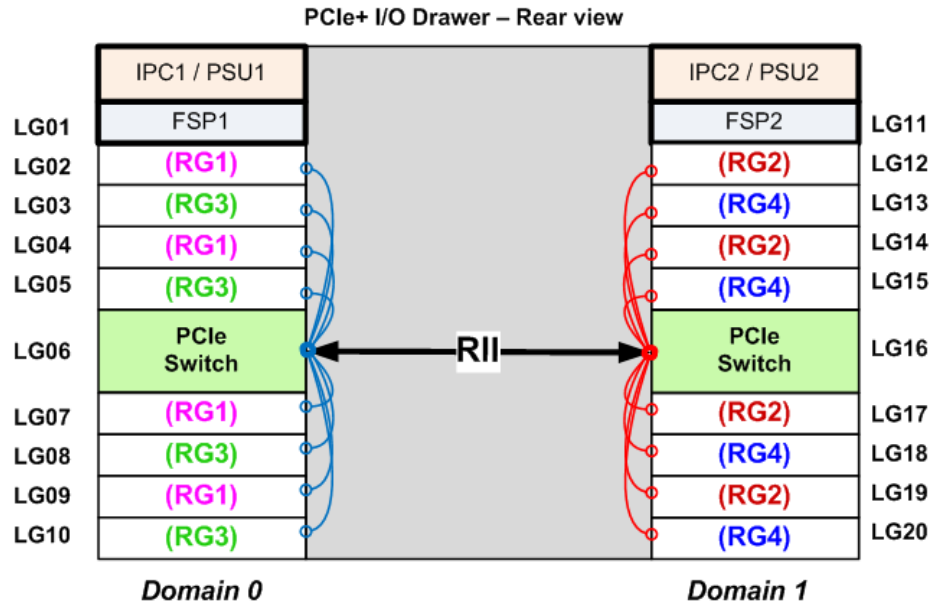 PCIe+ I/O Drawer – Rear view
IPC1 / PSU1
IPC2 / PSU2
LG01
FSP1
FSP2
LG11
LG02
(RG1)
(RG2)
LG12
LG03
(RG3)
(RG4)
LG13
LG04
(RG1)
(RG2)
LG14
LG05
(RG3)
(RG4)
LG15
LG06
PCIe
Switch
RII
PCIe
Switch
LG16
LG07
(RG1)
(RG2)
LG17
LG08
(RG3)
(RG4)
LG18
LG09
(RG1)
(RG2)
LG19
LG10
(RG3)
(RG4)
LG20
Domain 0
Domain 1